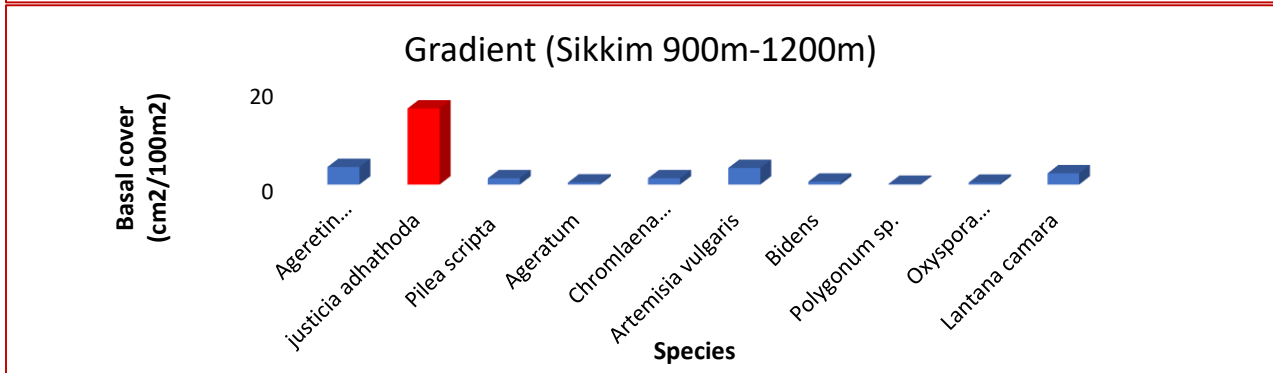 Gradient (Sikkim 900m-1200m)
Basal cover
(cm2/100m2)
20
0
Ageretin...
justicia adhathoda
Pilea scripta
Ageratum
Chromlaena...
Artemisia vulgaris
Bidens
Polygonum sp.
Oxyspora...
Lantana camara
Species